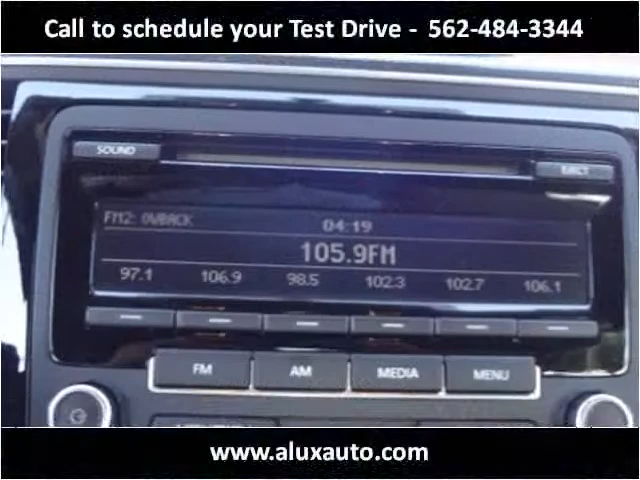 Call to schedule your Test Drive - 562-484-3344
SOUND
EJECT
FM2: OVBACK
04:19
105.9FM
97.1 106.9 98.5 102.3 102.7 106.1
FM AM MEDIA MENU
www.aluxauto.com